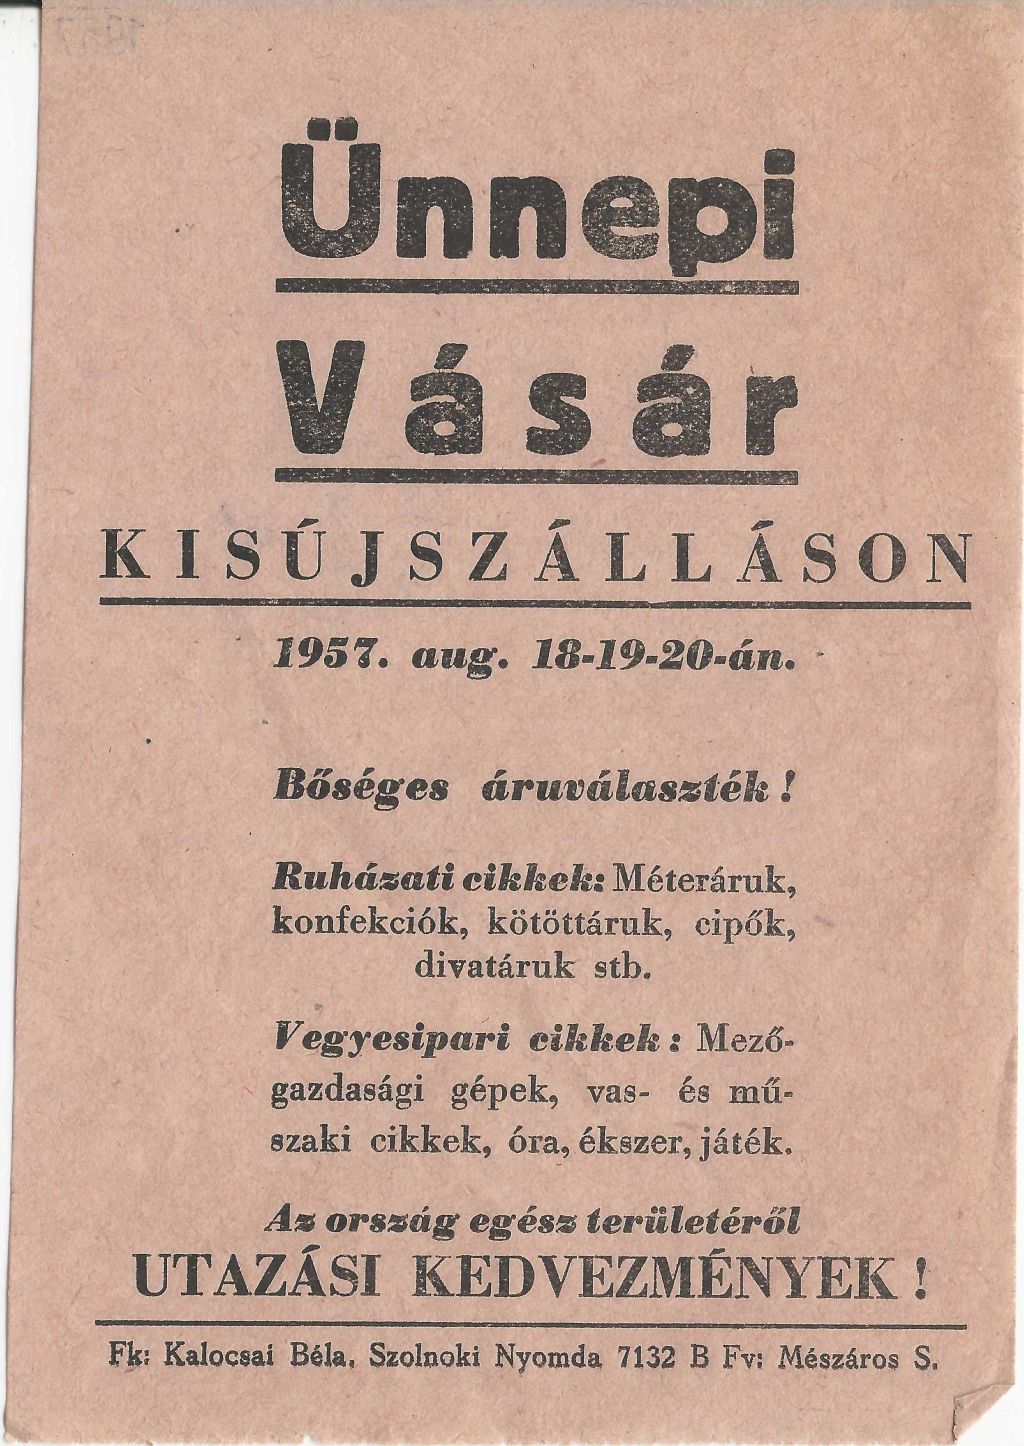 Ünnepi
Vásár
KISÚJSZÁLLÁSON
1957. aug. 18-19-20-án.
Bőséges áruválaszték !
Ruházati cikkek: Méteráruk,
konfekciók, kötöttáruk, cipők,
divatáruk stb.
Vegyesipari cikkek : Mező-
gazdasági gépek, vas- és mű-
szaki cikkek, óra, ékszer, játék.
Az ország egész területéről
UTAZÁSI KEDVEZMÉNYEK !
Fk: Kalocsai Béla, Szolnoki Nyomda 7132 B Fv: Mészáros S.